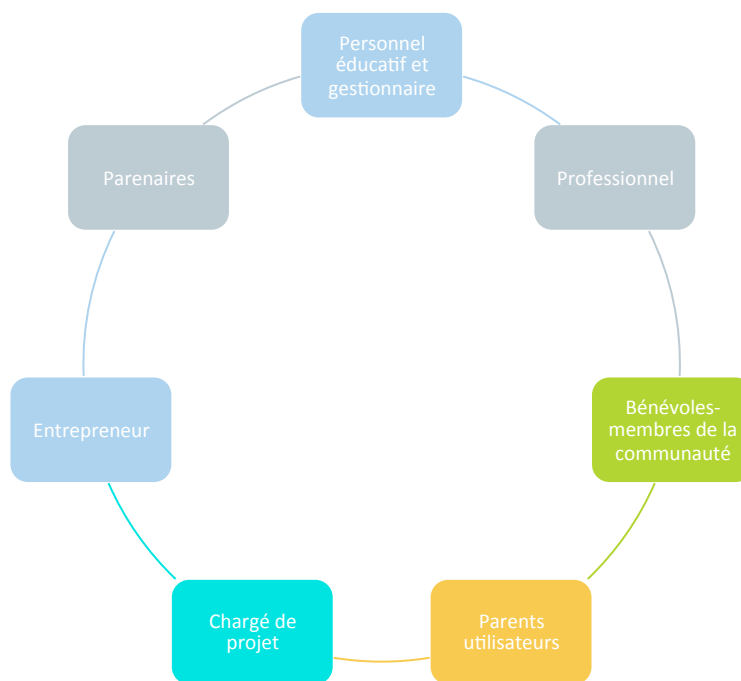 Personnel
éducatif et
gestionnaire
Professionnel
Bénévoles-
membres de la
communauté
Parents
utilisateurs
Chargé de
projet
Entrepreneur
Parenaires